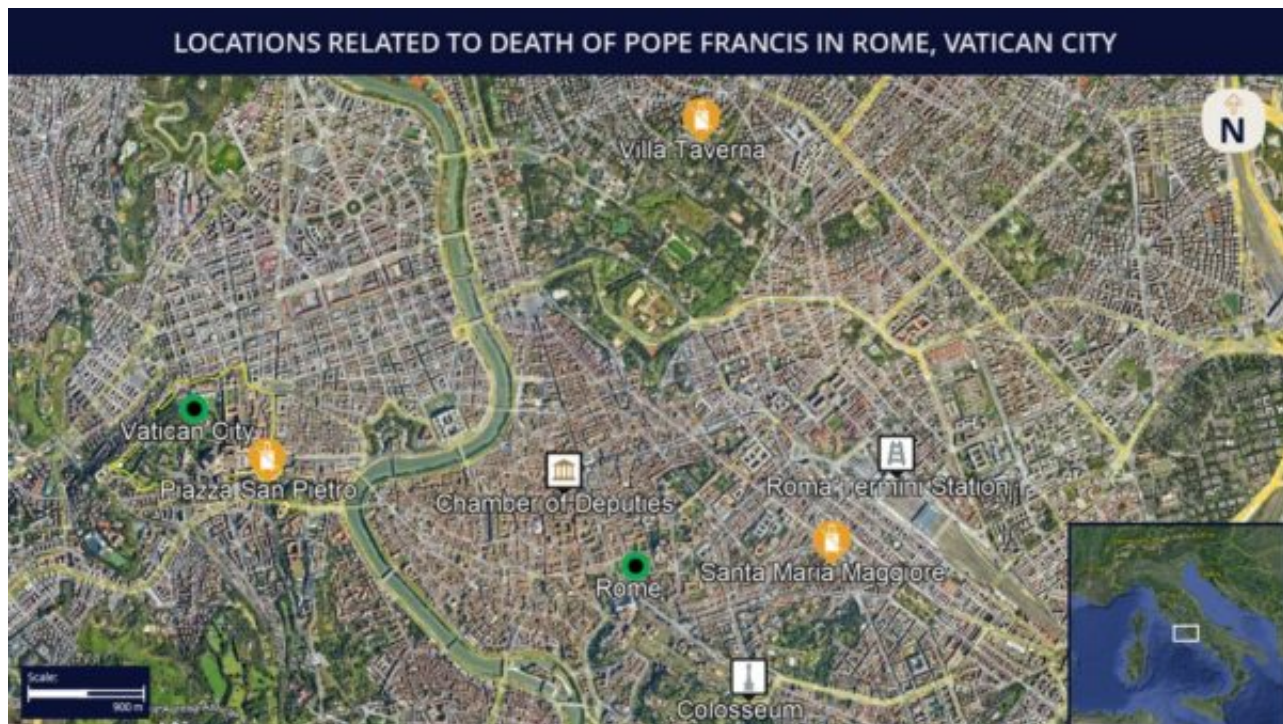 LOCATIONS RELATED TO DEATH OF POPE FRANCIS IN ROME, VATICAN CITY
N
Villa Taverna
Vatican City
Piazza San Pietro
Chamber of Deputies
Roma Termini Station
Rome
Santa Maria Maggiore
Colosseum
Scale:
900 m